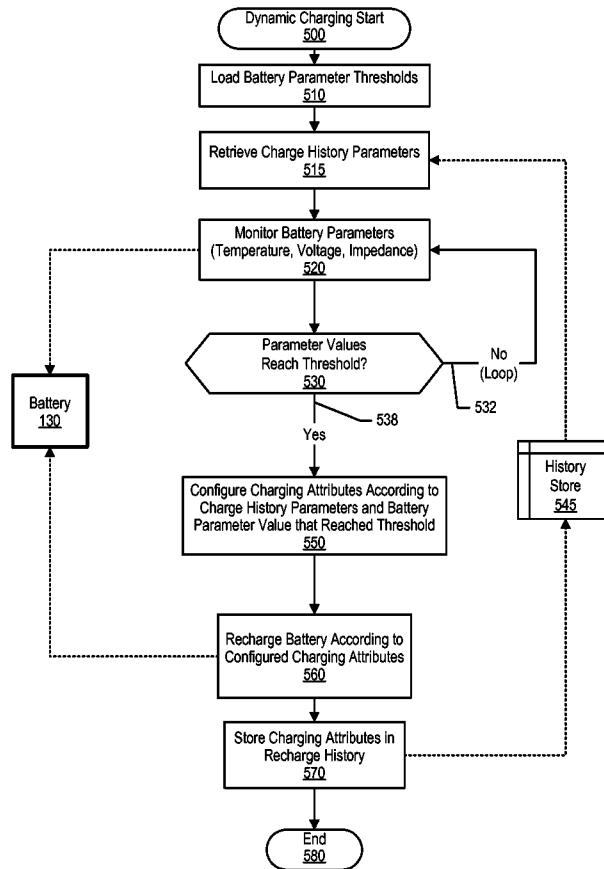 Dynamic Charging Start
500
Load Battery Parameter Thresholds
510
Retrieve Charge History Parameters
515
Monitor Battery Parameters
(Temperature, Voltage, Impedance)
520
Parameter Values
Reach Threshold?
530
No
(Loop)
532
538
Yes
Battery
130
History
Store
545
Configure Charging Attributes According to
Charge History Parameters and Battery
Parameter Value that Reached Threshold
550
Recharge Battery According to
Configured Charging Attributes
560
Store Charging Attributes in
Recharge History
570
End
580